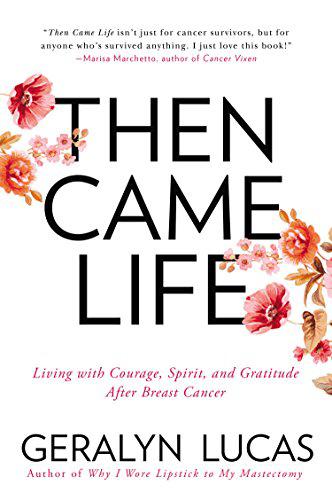 "Then Came Life isn't just for cancer survivors, but for
anyone who's survived anything. I just love this book!"
—Marisa Marchetto, author of Cancer Vixen
THEN
CAME
LIFE
Living with Courage, Spirit, and Gratitude
After Breast Cancer
GERALYN LUCAS
Author of Why I Wore Lipstick to My Mastectomy